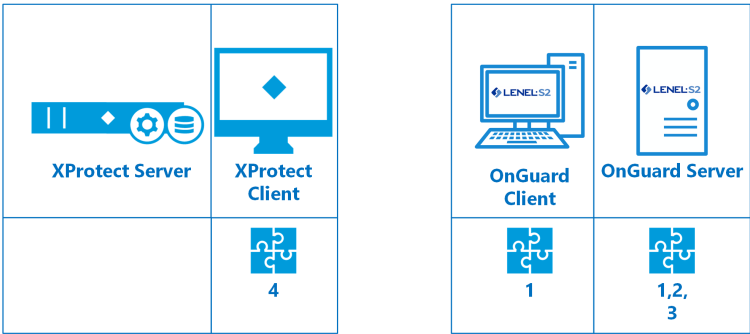 LENEL·S2
LENEL·S2
XProtect Server
XProtect
Client
OnGuard
Client
OnGuard Server
4
1
1,2,
3